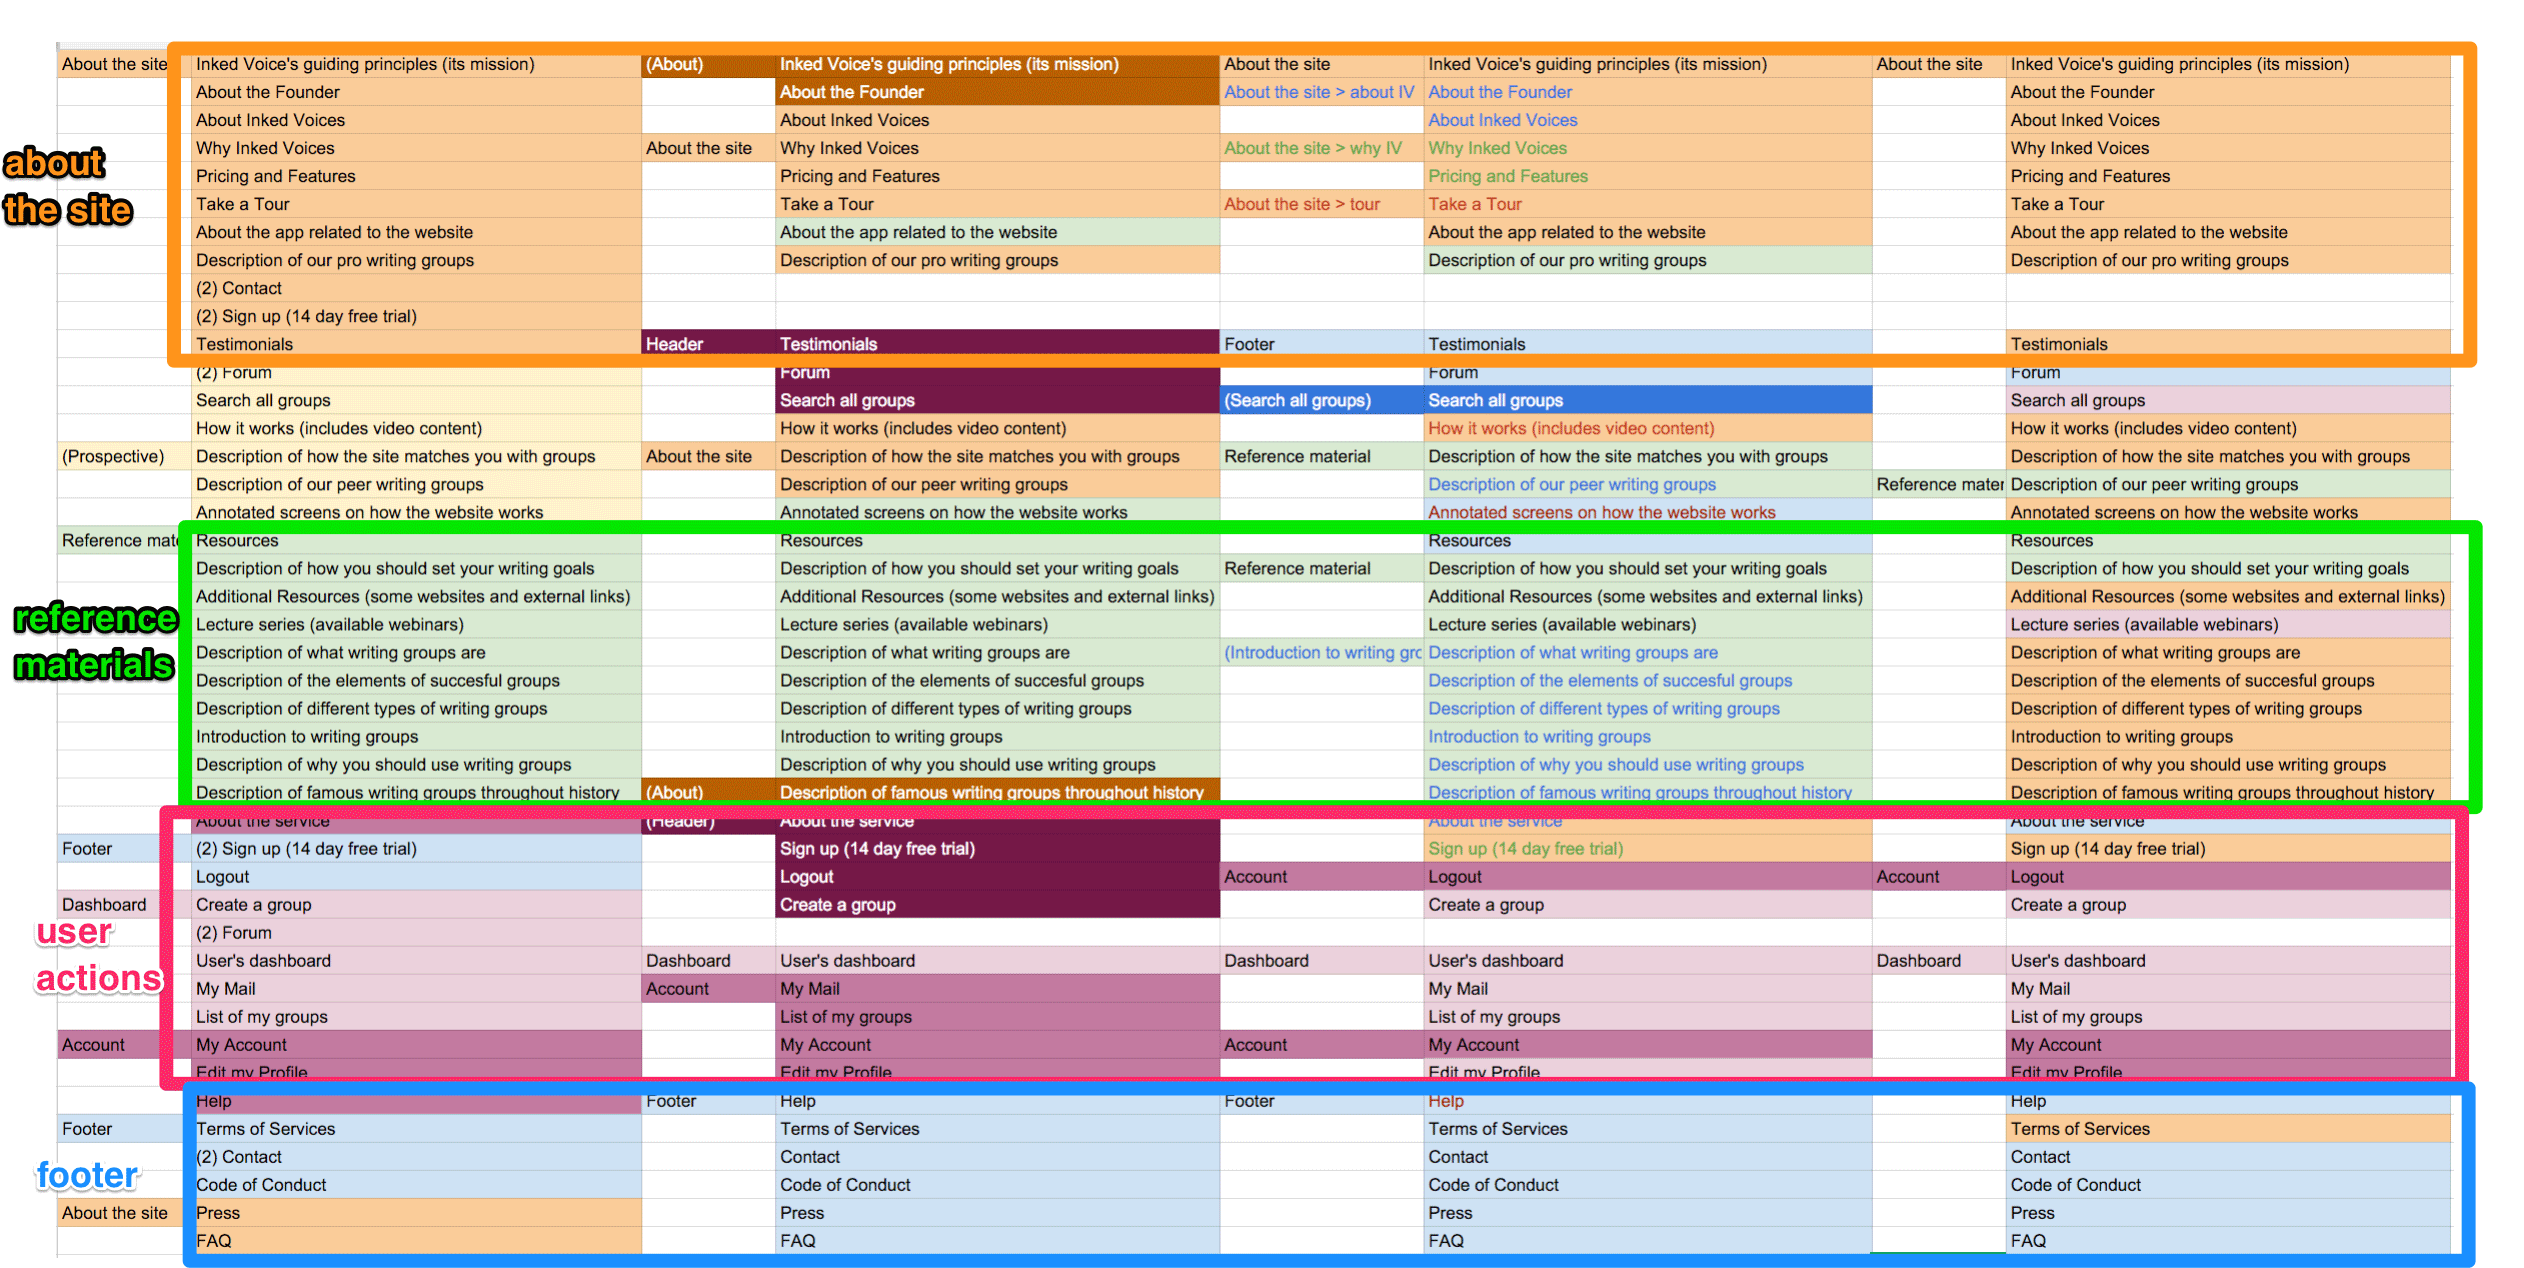 About the site Inked Voice's guiding principles (its mission) (About) Inked Voice's guiding principles (its mission) About the site Inked Voice's guiding principles (its mission) About the site Inked Voice's guiding principles (its mission)
About the Founder About the Founder About the site > about IV About the Founder About the Founder
About Inked Voices About Inked Voices About Inked Voices About Inked Voices
about
Why Inked Voices About the site Why Inked Voices About the site > why IV Why Inked Voices Why Inked Voices
Pricing and Features Pricing and Features Pricing and Features Pricing and Features
the site
Take a Tour Take a Tour About the site > tour Take a Tour Take a Tour
About the app related to the website About the app related to the website About the app related to the website About the app related to the website
Description of our pro writing groups Description of our pro writing groups Description of our pro writing groups Description of our pro writing groups
(2) Contact
(2) Sign up (14 day free trial)
Testimonials Header Testimonials Footer Testimonials Testimonials
(2) Forum Forum Forum Forum
Search all groups Search all groups (Search all groups) Search all groups Search all groups
How it works (includes video content) How it works (includes video content) How it works (includes video content) How it works (includes video content)
(Prospective) Description of how the site matches you with groups About the site Description of how the site matches you with groups Reference material Description of how the site matches you with groups Description of how the site matches you with groups
Description of our peer writing groups Description of our peer writing groups Description of our peer writing groups Reference mater Description of our peer writing groups
Annotated screens on how the website works Annotated screens on how the website works Annotated screens on how the website works Annotated screens on how the website works
Reference mate Resources Resources Resources Resources
Description of how you should set your writing goals Description of how you should set your writing goals Reference material Description of how you should set your writing goals Description of how you should set your writing goals
Additional Resources (some websites and external links) Additional Resources (some websites and external links) Additional Resources (some websites and external links) Additional Resources (some websites and external links)
reference
Lecture series (available webinars) Lecture series (available webinars) Lecture series (available webinars) Lecture series (available webinars)
Description of what writing groups are Description of what writing groups are (Introduction to writing grc Description of what writing groups are Description of what writing groups are
materials
Description of the elements of succesful groups Description of the elements of succesful groups Description of the elements of succesful groups Description of the elements of succesful groups
Description of different types of writing groups Description of different types of writing groups Description of different types of writing groups Description of different types of writing groups
Introduction to writing groups Introduction to writing groups Introduction to writing groups Introduction to writing groups
Description of why you should use writing groups Description of why you should use writing groups Description of why you should use writing groups Description of why you should use writing groups
Description of famous writing groups throughout history (About) Description of famous writing groups throughout history Description of famous writing groups throughout history Description of famous writing groups throughout history
About the service (Header) About the service About the service About the service
Footer (2) Sign up (14 day free trial) Sign up (14 day free trial) Sign up (14 day free trial) Sign up (14 day free trial)
Logout Logout Account Logout Account Logout
Dashboard Create a group Create a group Create a group Create a group
user
(2) Forum
User's dashboard Dashboard User's dashboard Dashboard User's dashboard Dashboard User's dashboard
actions
My Mail Account My Mail My Mail My Mail
List of my groups List of my groups List of my groups List of my groups
Account My Account My Account Account My Account My Account
Edit my Profile Edit my Profile Edit my Profile Edit my Profile
Help Footer Help Footer Help Help
Footer Terms of Services Terms of Services Terms of Services Terms of Services
(2) Contact Contact Contact Contact
footer
Code of Conduct Code of Conduct Code of Conduct Code of Conduct
About the site Press Press Press Press
FAQ FAQ FAQ FAQ